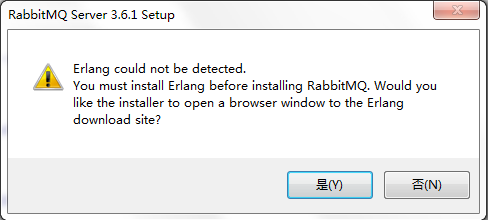 RabbitMQ Server 3.6.1 Setup
Erlang could not be detected.
You must install Erlang before installing RabbitMQ. Would you
like the installer to open a browser window to the Erlang
download site?
是(Y)
否(N)